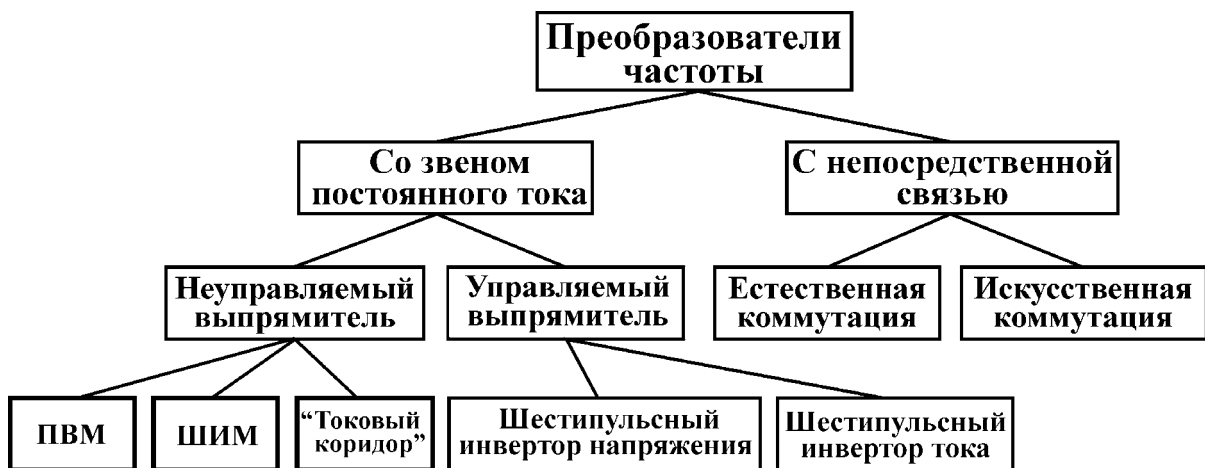 Преобразователи
частоты
Со звеном
постоянного тока
С непосредственной
связью
Неуправляемый
выпрямитель
Управляемый
выпрямитель
Естественная
коммутация
Искусственная
коммутация
ПВМ
ШИМ
“Токовый
коридор”
Шестипульсный
инвертор напряжения
Шестипульсный
инвертор тока